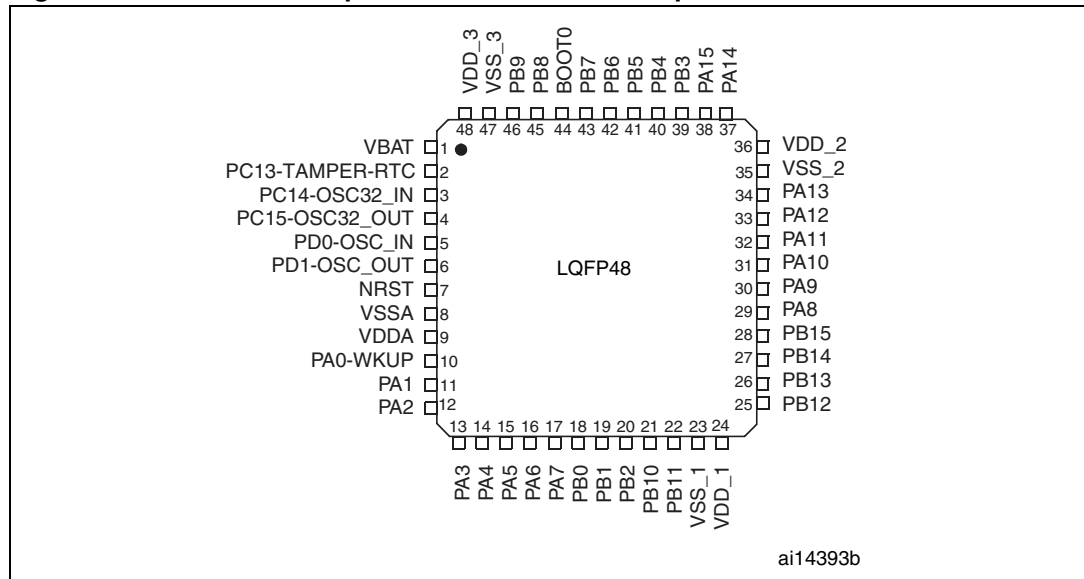 VDD_3
VSS_3
PB9
PB8
BOOT0
PB7
PB6
PB5
PB4
PB3
PA15
PA14
48 47 46 45 44 43 42 41 40 39 38 37
VBAT 1
PC13-TAMPER-RTC 2
PC14-OSC32_IN 3
PC15-OSC32_OUT 4
PD0-OSC_IN 5
PD1-OSC_OUT 6
NRST 7
VSSA 8
VDDA 9
PA0-WKUP 10
PA1 11
PA2 12
LQFP48
36 VDD_2
35 VSS_2
34 PA13
33 PA12
32 PA11
31 PA10
30 PA9
29 PA8
28 PB15
27 PB14
26 PB13
25 PB12
13 14 15 16 17 18 19 20 21 22 23 24
PA3
PA4
PA5
PA6
PA7
PB0
PB1
PB2
PB10
PB11
VSS_1
VDD_1
ai14393b